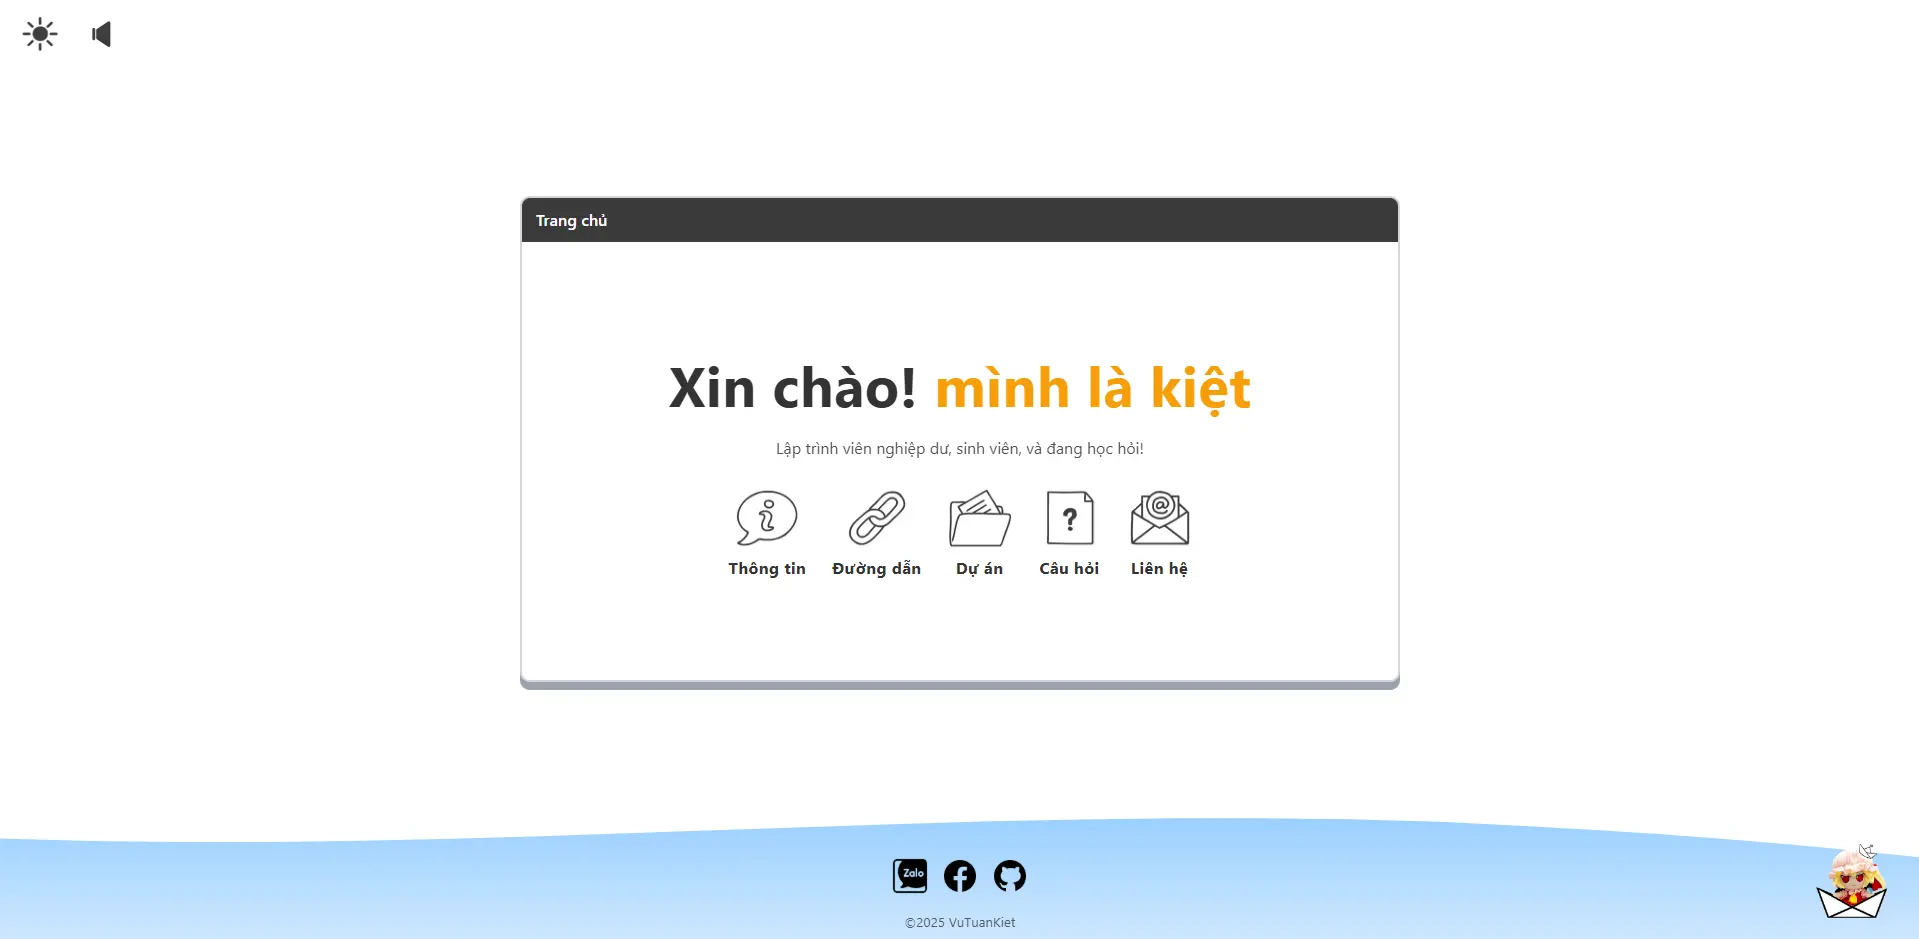 Trang chủ
Xin chào! mình là kiệt
Lập trình viên nghiệp dư, sinh viên, và đang học hỏi!
Thông tin
Đường dẫn
Dự án
Câu hỏi
Liên hệ
Zalo
©2025 VuTuanKiet